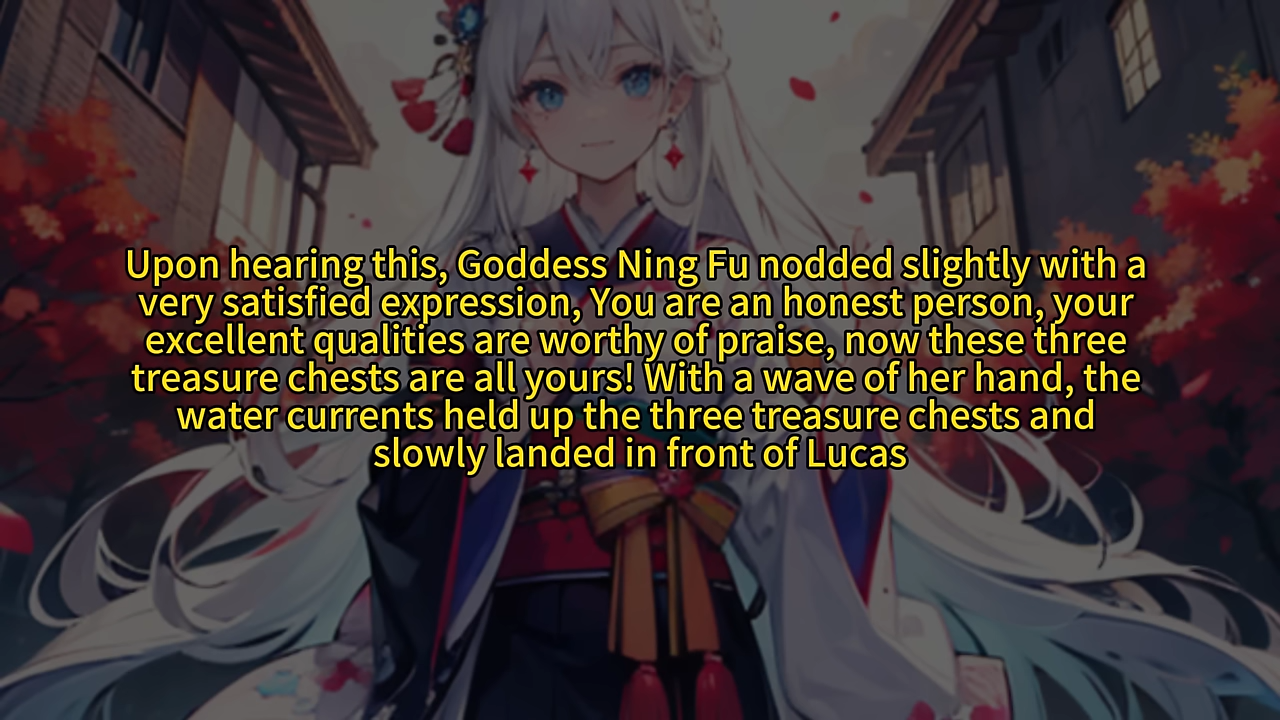 Upon hearing this, Goddess Ning Fu nodded slightly with a
very satisfied expression, You are an honest person, your
excellent qualities are worthy of praise, now these three
treasure chests are all yours! With a wave of her hand, the
water currents held up the three treasure chests and
slowly landed in front of Lucas